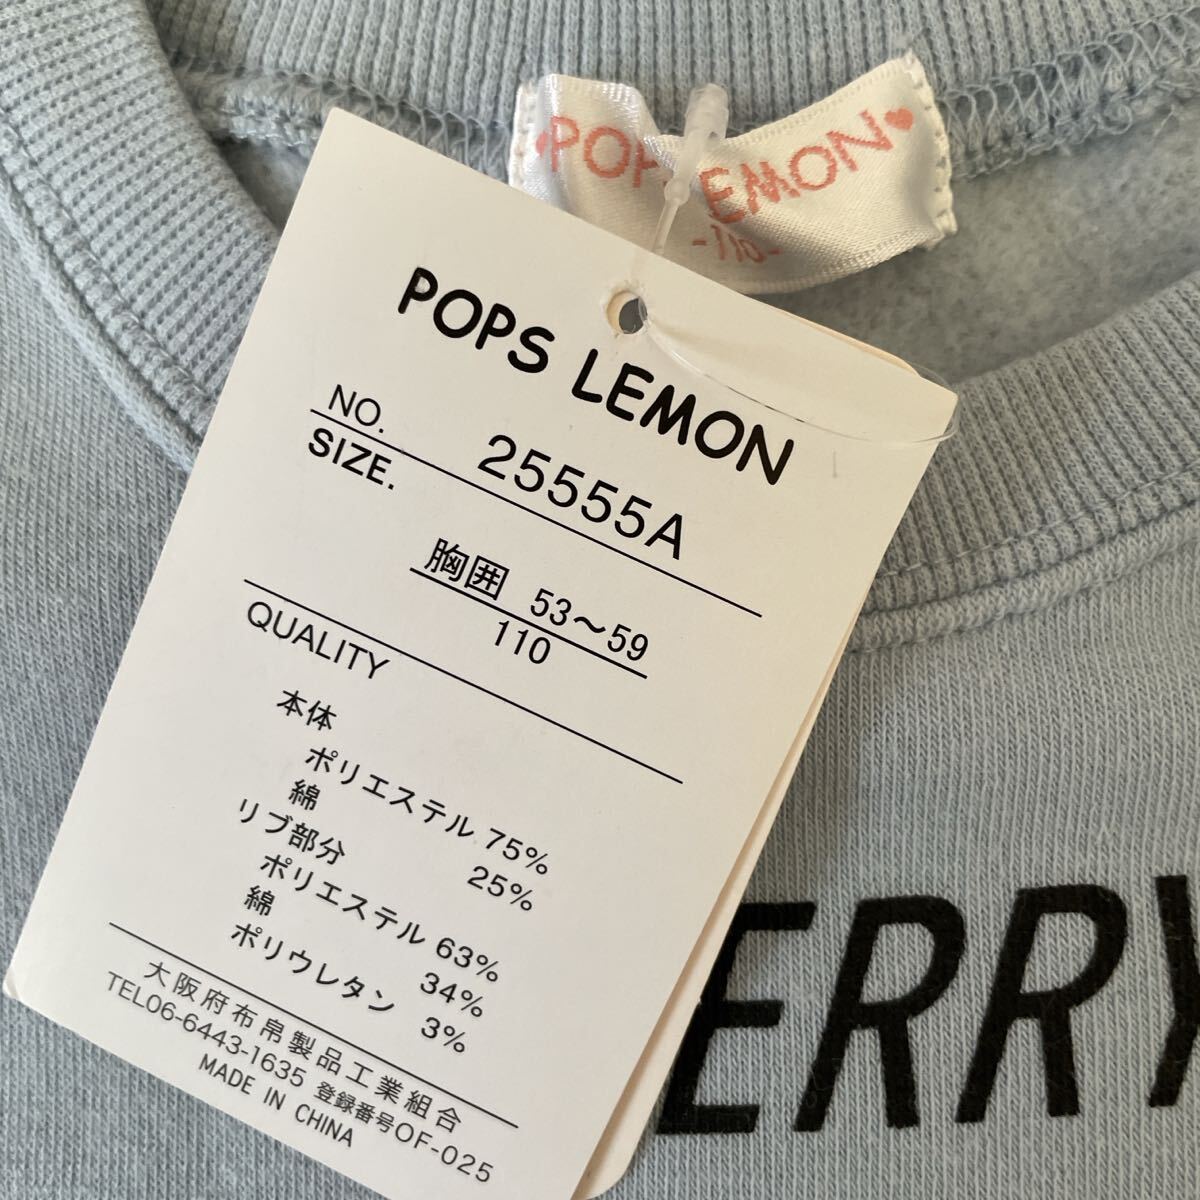 POPS LEMON
-110-
POPS LEMON
NO. 25555A
SIZE.
胸囲 53〜59
110
QUALITY
本体
ポリエステル 75%
綿 25%
リブ部分
ポリエステル 63%
綿 34%
ポリウレタン 3%
大阪府布帛製品工業組合
TEL06-6443-1635 登録番号OF-025
MADE IN CHINA
ERRY